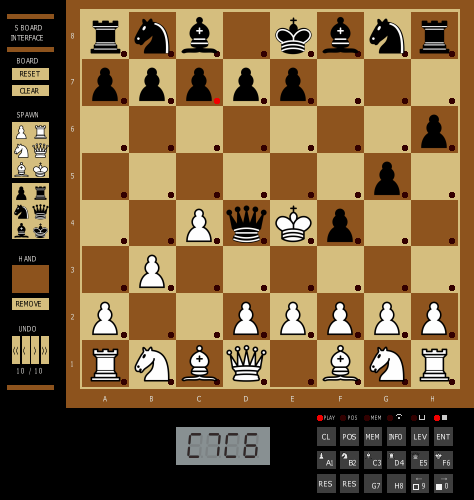 S BOARD
INTERFACE
BOARD
RESET
CLEAR
SPAWN
HAND
REMOVE
UNDO
10 / 10
8
7
6
5
4
3
2
1
A B C D E F G H
C7C6
PLAY POS MEM
CL POS MEM INFO LEV ENT
A1 B2 C3 D4 E5 F6
RES RES G7 H8 9 0